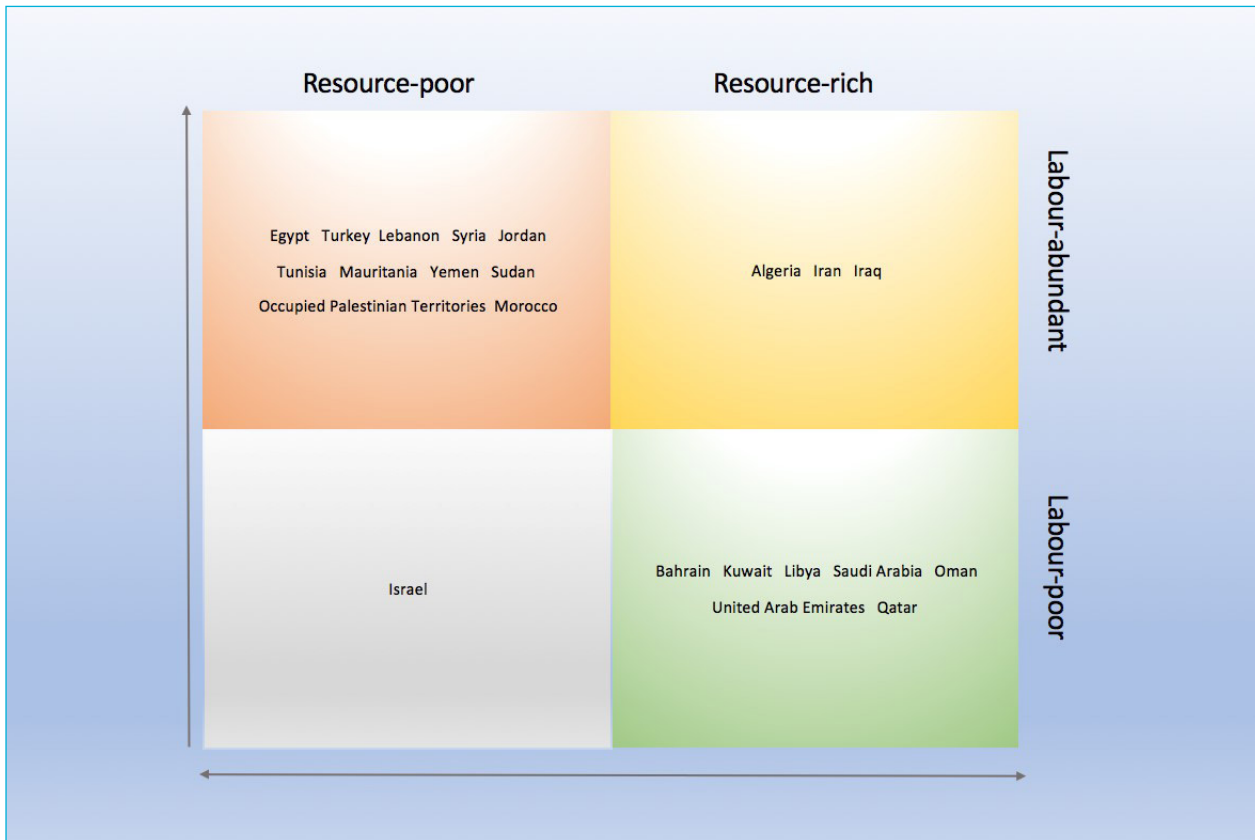 Resource-poor
Resource-rich
Egypt Turkey Lebanon Syria Jordan
Tunisia Mauritania Yemen Sudan
Occupied Palestinian Territories Morocco
Algeria Iran Iraq
Labour-abundant
Israel
Bahrain Kuwait Libya Saudi Arabia Oman
United Arab Emirates Qatar
Labour-poor